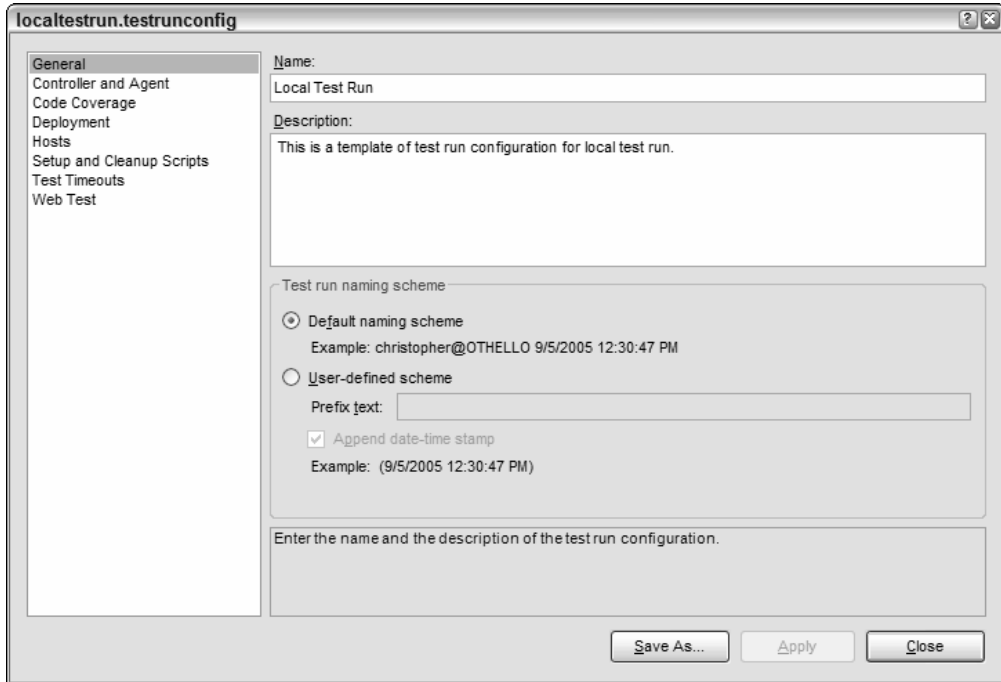 localtestrun.testrunconfig
General
Controller and Agent
Code Coverage
Deployment
Hosts
Setup and Cleanup Scripts
Test Timeouts
Web Test
Name:
Local Test Run
Description:
This is a template of test run configuration for local test run.
Test run naming scheme
Default naming scheme
Example: christopher@OTHELLO 9/5/2005 12:30:47 PM
User-defined scheme
Prefix text:
Append date-time stamp
Example: (9/5/2005 12:30:47 PM)
Enter the name and the description of the test run configuration.
Save As...
Apply
Close